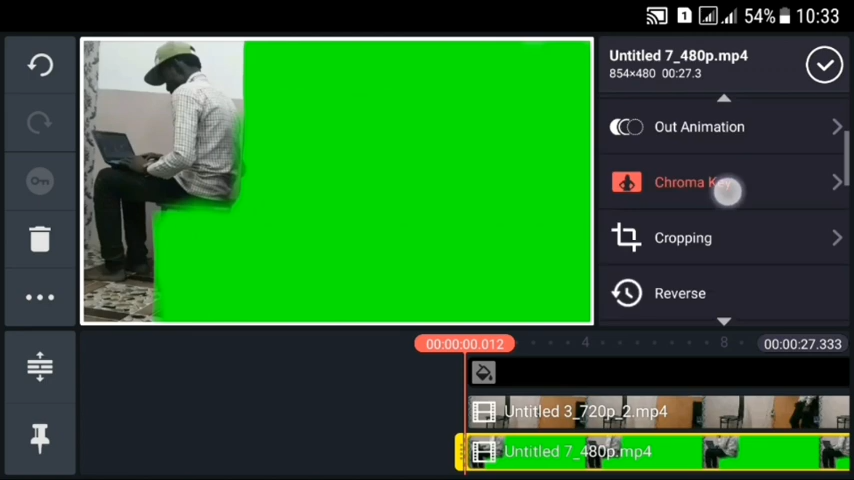 1 54% 10:33
Untitled 7_480p.mp4
854×480 00:27.3
Out Animation
Chroma Key
Cropping
Reverse
00:00:00.012
4
8
00:00:27.333
Untitled 3_720p_2.mp4
Untitled 7_480p.mp4